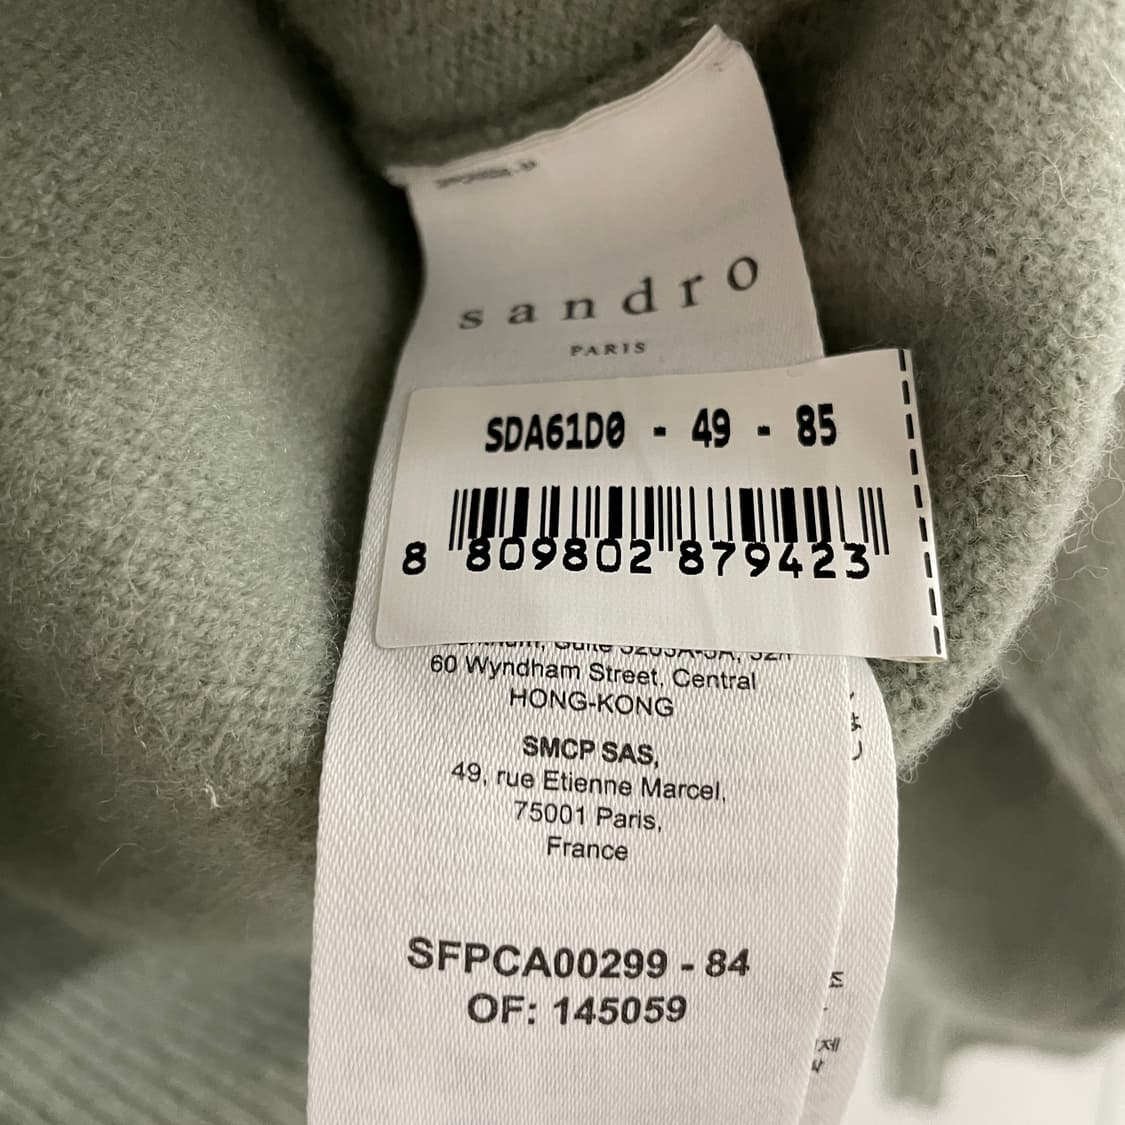 sandro
PARIS
SDA61D0 - 49 - 85
8 809802 879423
60 Wyndham Street, Central
HONG-KONG
SMCP SAS,
49, rue Etienne Marcel,
75001 Paris,
France
SFPCA00299 - 84
OF: 145059
제